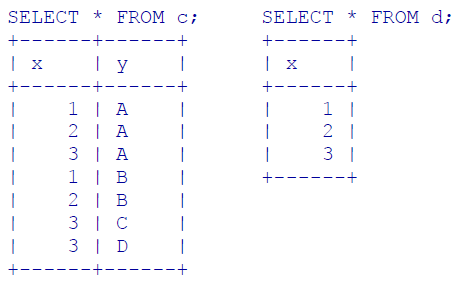 SELECT * FROM c;
+------+------+
| x    | y    |
+------+------+
|    1 | A    |
|    2 | A    |
|    3 | A    |
|    1 | B    |
|    2 | B    |
|    3 | C    |
|    3 | D    |
+------+------+
SELECT * FROM d;
+------+
| x    |
+------+
|    1 |
|    2 |
|    3 |
+------+